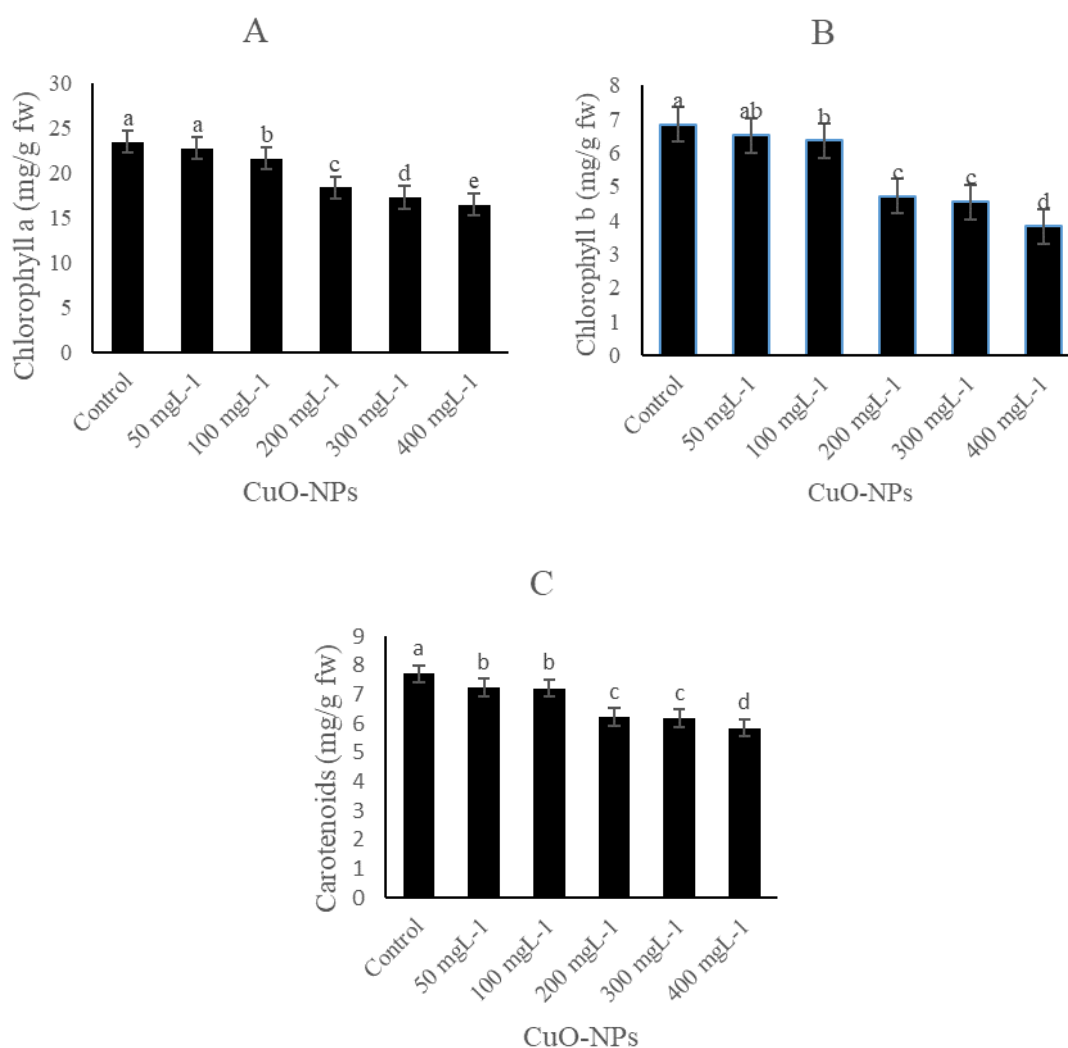 A
Chlorophyll a (mg/g fw)
30
25
20
15
10
5
0
a
a
b
c
d
e
Control
50 mgL-1
100 mgL-1
200 mgL-1
300 mgL-1
400 mgL-1
CuO-NPs
B
Chlorophyll b (mg/g fw)
8
7
6
5
4
3
2
1
0
a
ab
b
c
c
d
Control
50 mgL-1
100 mgL-1
200 mgL-1
300 mgL-1
400 mgL-1
CuO-NPs
C
Carotenoids (mg/g fw)
9
8
7
6
5
4
3
2
1
0
a
b
b
c
c
d
Control
50 mgL-1
100 mgL-1
200 mgL-1
300 mgL-1
400 mgL-1
CuO-NPs